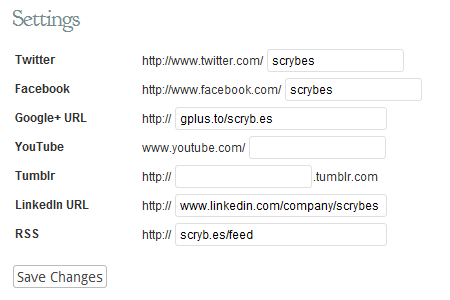 Settings
Twitter http://www.twitter.com/ scrybes
Facebook http://www.facebook.com/ scrybes
Google+ URL http:// gplus.to/scryb.es
YouTube www.youtube.com/
Tumblr http:// .tumblr.com
LinkedIn URL http:// www.linkedin.com/company/scrybes
RSS http:// scryb.es/feed
Save Changes